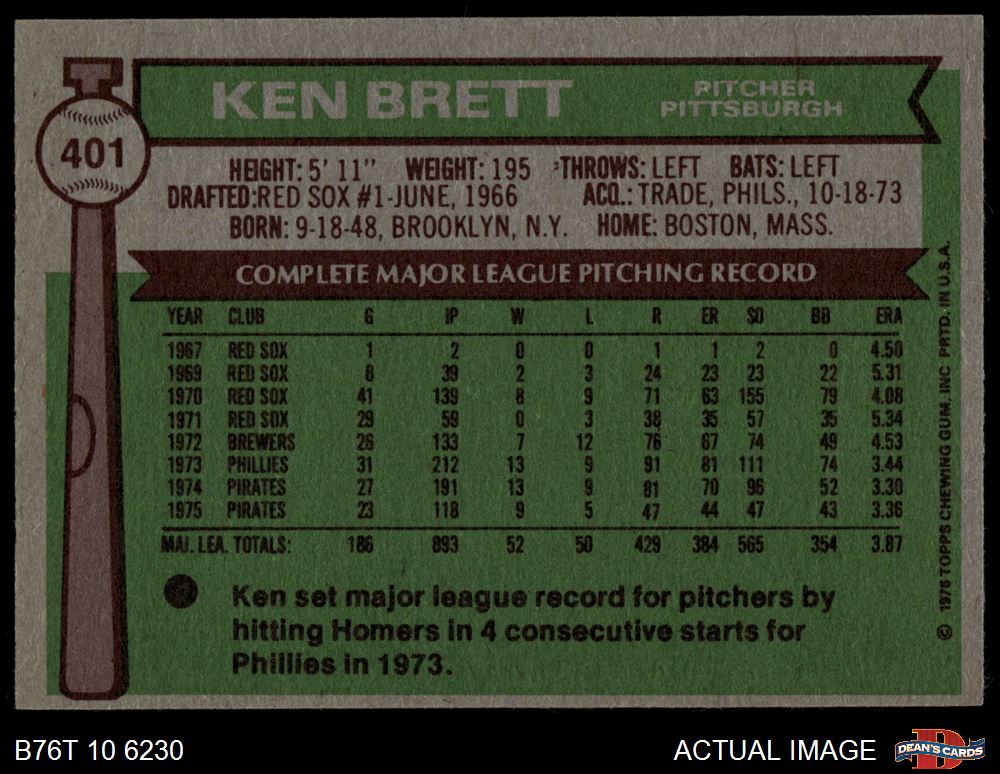 KEN BRETT
PITCHER
PITTSBURGH
401
HEIGHT: 5' 11" WEIGHT: 195 THROWS: LEFT BATS: LEFT
DRAFTED: RED SOX #1-JUNE, 1966 ACQ.: TRADE, PHILS., 10-18-73
BORN: 9-18-48, BROOKLYN, N.Y. HOME: BOSTON, MASS.
COMPLETE MAJOR LEAGUE PITCHING RECORD
YEAR CLUB G IP W L R ER SO BB ERA
1967 RED SOX 1 2 0 0 1 1 2 0 4.50
1969 RED SOX 8 39 2 3 24 23 23 22 5.31
1970 RED SOX 41 139 8 9 71 63 155 79 4.08
1971 RED SOX 29 59 0 3 38 35 57 35 5.34
1972 BREWERS 26 133 7 12 76 67 74 49 4.53
1973 PHILLIES 31 212 13 9 91 81 111 74 3.44
1974 PIRATES 27 191 13 9 81 70 96 52 3.30
1975 PIRATES 23 118 9 5 47 44 47 43 3.36
MAJ. LEA. TOTALS: 186 893 52 50 429 384 565 354 3.87
Ken set major league record for pitchers by
hitting Homers in 4 consecutive starts for
Phillies in 1973.
© 1976 TOPPS CHEWING GUM, INC PRTD. IN U.S.A.
B76T 10 6230
ACTUAL IMAGE
DEAN'S CARDS